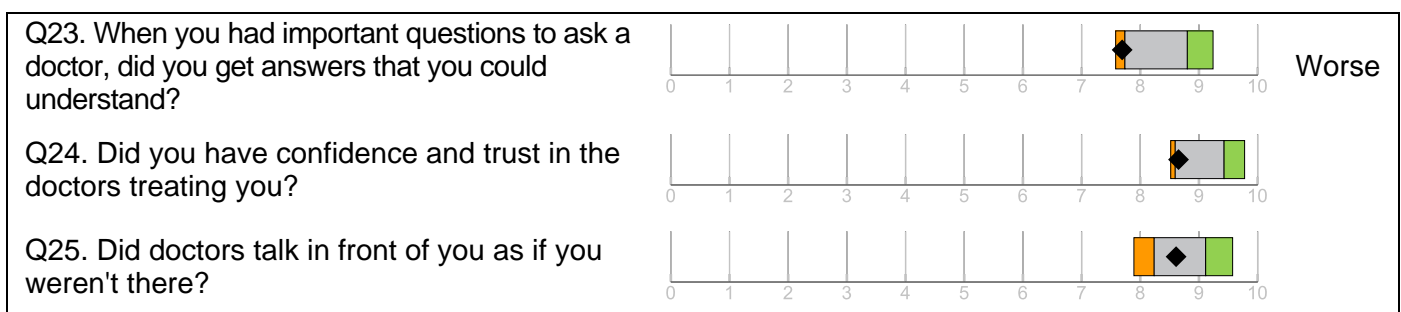 Q23. When you had important questions to ask a
doctor, did you get answers that you could
understand?
0 1 2 3 4 5 6 7 8 9 10
Worse
Q24. Did you have confidence and trust in the
doctors treating you?
0 1 2 3 4 5 6 7 8 9 10
Q25. Did doctors talk in front of you as if you
weren't there?
0 1 2 3 4 5 6 7 8 9 10